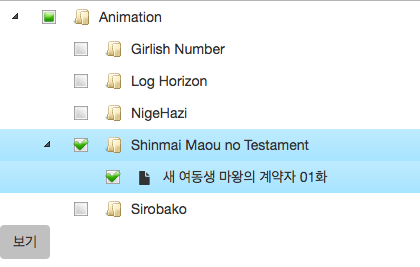 Animation
Girlish Number
Log Horizon
NigeHazi
Shinmai Maou no Testament
새 여동생 마왕의 계약자 01화
Sirobako
보기